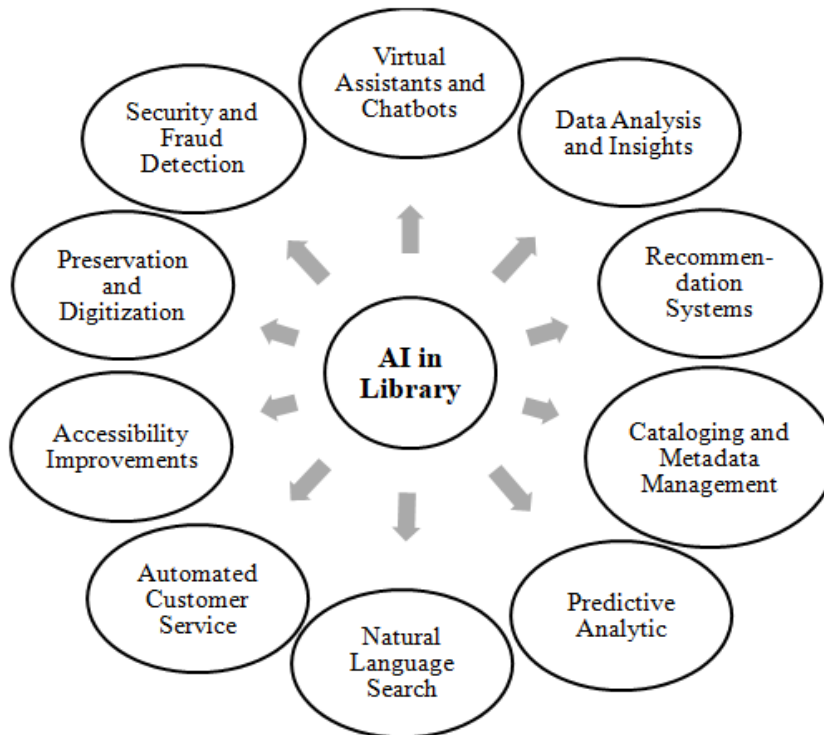 Virtual
Assistants and
Chatbots
Data Analysis
and Insights
Recommen-
dation
Systems
Cataloging and
Metadata
Management
Predictive
Analytic
Natural
Language
Search
Automated
Customer
Service
Accessibility
Improvements
Preservation
and
Digitization
Security and
Fraud
Detection
AI in
Library